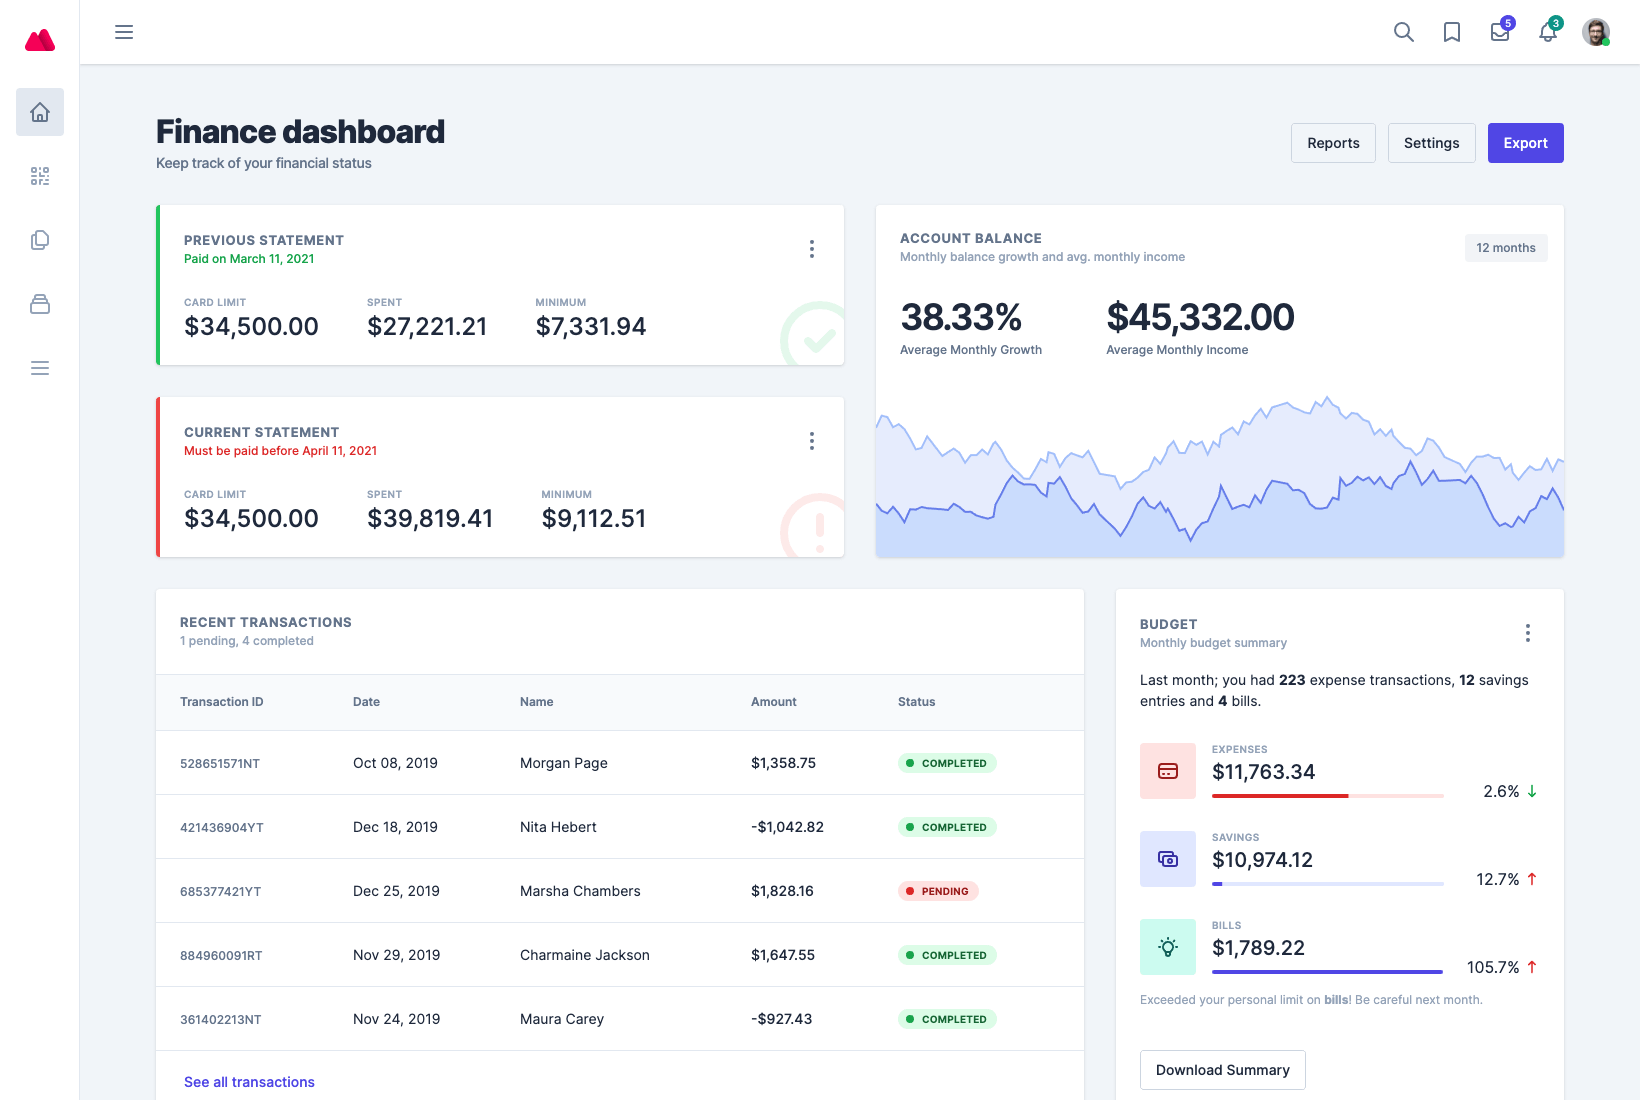 5
3
Finance dashboard
Keep track of your financial status
Reports
Settings
Export
PREVIOUS STATEMENT
Paid on March 11, 2021
CARD LIMIT
$34,500.00
SPENT
$27,221.21
MINIMUM
$7,331.94
CURRENT STATEMENT
Must be paid before April 11, 2021
CARD LIMIT
$34,500.00
SPENT
$39,819.41
MINIMUM
$9,112.51
ACCOUNT BALANCE
Monthly balance growth and avg. monthly income
12 months
38.33%
Average Monthly Growth
$45,332.00
Average Monthly Income
RECENT TRANSACTIONS
1 pending, 4 completed
Transaction ID Date Name Amount Status
528651571NT Oct 08, 2019 Morgan Page $1,358.75 COMPLETED
421436904YT Dec 18, 2019 Nita Hebert -$1,042.82 COMPLETED
685377421YT Dec 25, 2019 Marsha Chambers $1,828.16 PENDING
884960091RT Nov 29, 2019 Charmaine Jackson $1,647.55 COMPLETED
361402213NT Nov 24, 2019 Maura Carey -$927.43 COMPLETED
See all transactions
BUDGET
Monthly budget summary
Last month; you had 223 expense transactions, 12 savings
entries and 4 bills.
EXPENSES
$11,763.34
2.6%
SAVINGS
$10,974.12
12.7%
BILLS
$1,789.22
105.7%
Exceeded your personal limit on bills! Be careful next month.
Download Summary